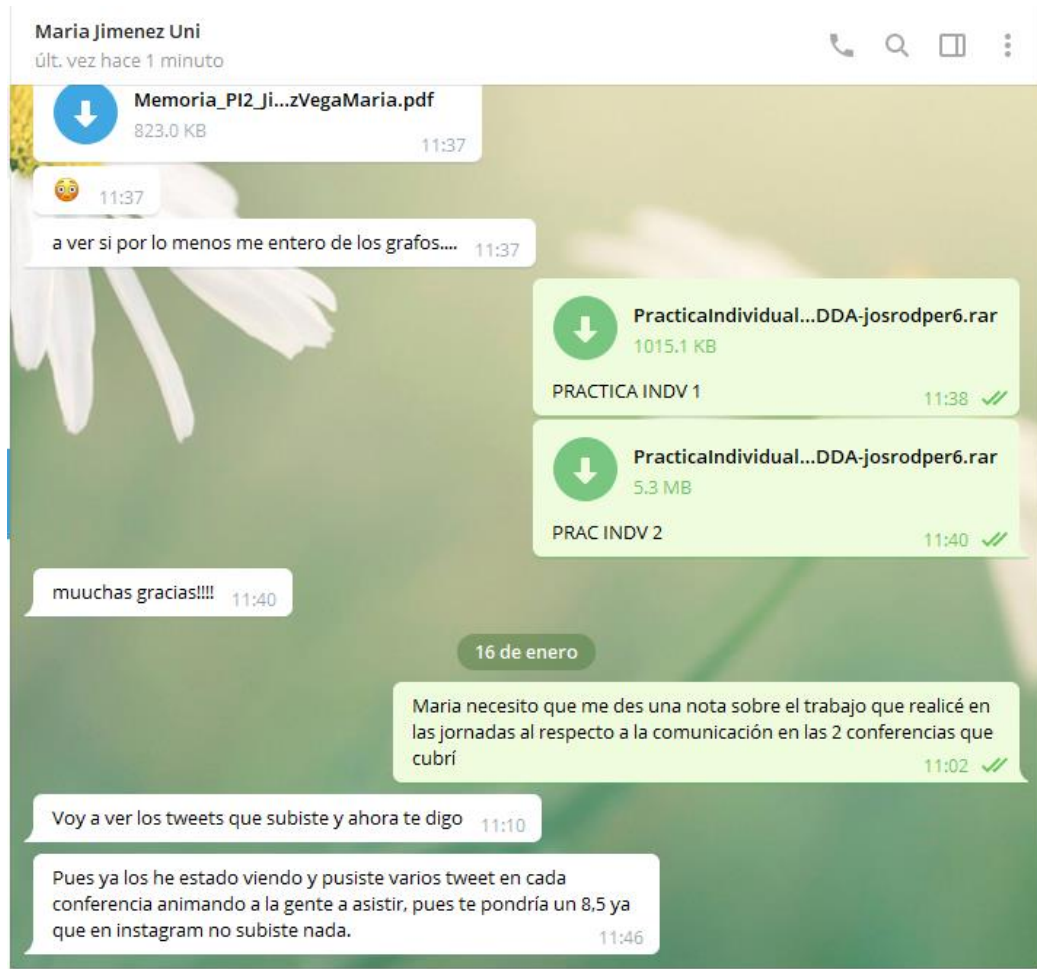 Maria Jimenez Uni
últ. vez hace 1 minuto
Memoria_PI2_Ji...zVegaMaria.pdf
823.0 KB
11:37
11:37
a ver si por lo menos me entero de los grafos.... 11:37
PracticaIndividual...DDA-josrodper6.rar
1015.1 KB
PRACTICA INDV 1
11:38
PracticaIndividual...DDA-josrodper6.rar
5.3 MB
PRAC INDV 2
11:40
muuchas gracias!!!! 11:40
16 de enero
Maria necesito que me des una nota sobre el trabajo que realicé en
las jornadas al respecto a la comunicación en las 2 conferencias que
cubrí
11:02
Voy a ver los tweets que subiste y ahora te digo 11:10
Pues ya los he estado viendo y pusiste varios tweet en cada
conferencia animando a la gente a asistir, pues te pondría un 8,5 ya
que en instagram no subiste nada.
11:46